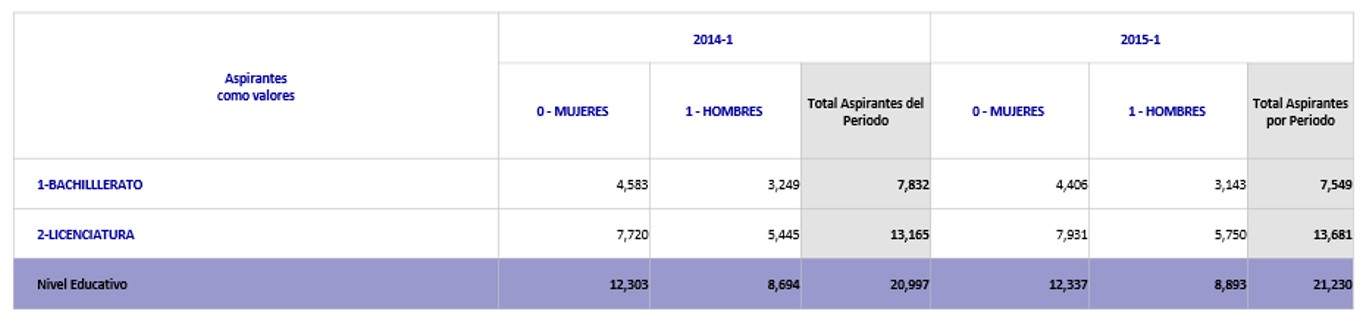 Aspirantes
como valores
2014-1
2015-1
0 - MUJERES
1 - HOMBRES
Total Aspirantes del
Periodo
0 - MUJERES
1 - HOMBRES
Total Aspirantes
por Periodo
1-BACHILLLERATO 4,583 3,249 7,832 4,406 3,143 7,549
2-LICENCIATURA 7,720 5,445 13,165 7,931 5,750 13,681
Nivel Educativo 12,303 8,694 20,997 12,337 8,893 21,230